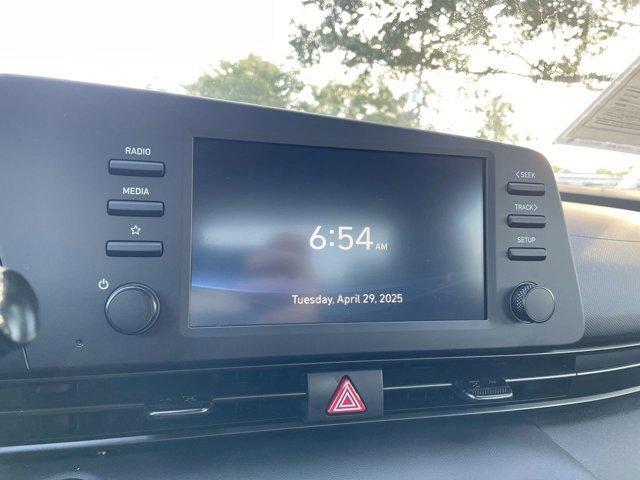 RADIO
MEDIA
6:54 AM
Tuesday, April 29, 2025
< SEEK
TRACK >
SETUP